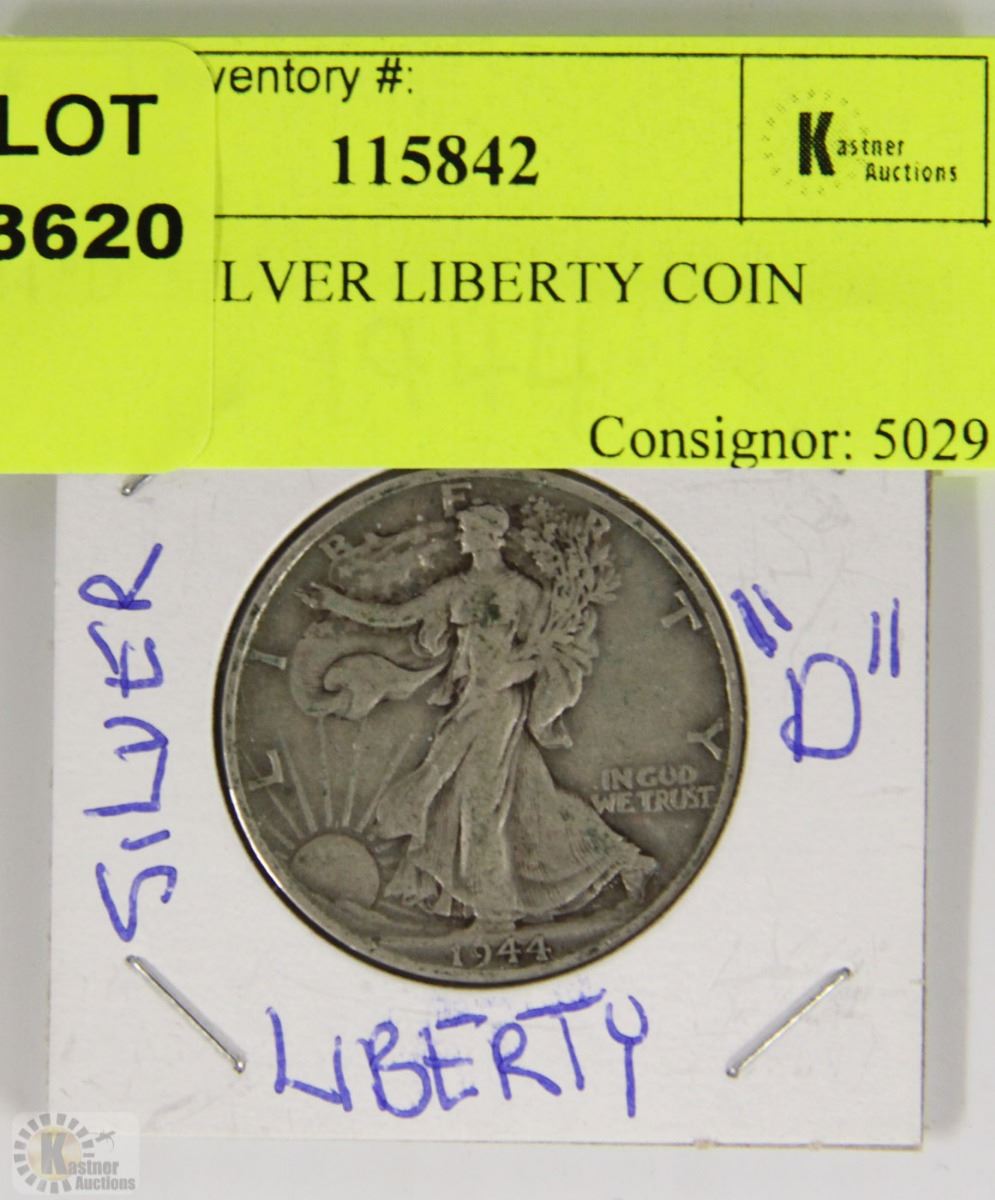 LOT
3620
ventory #:
115842
Kastner
Auctions
ILVER LIBERTY COIN
Consignor: 5029
SILVER
LIBERTY
IN GOD
WE TRUST
1944
"D"
LIBERTY
Kastner
Auctions